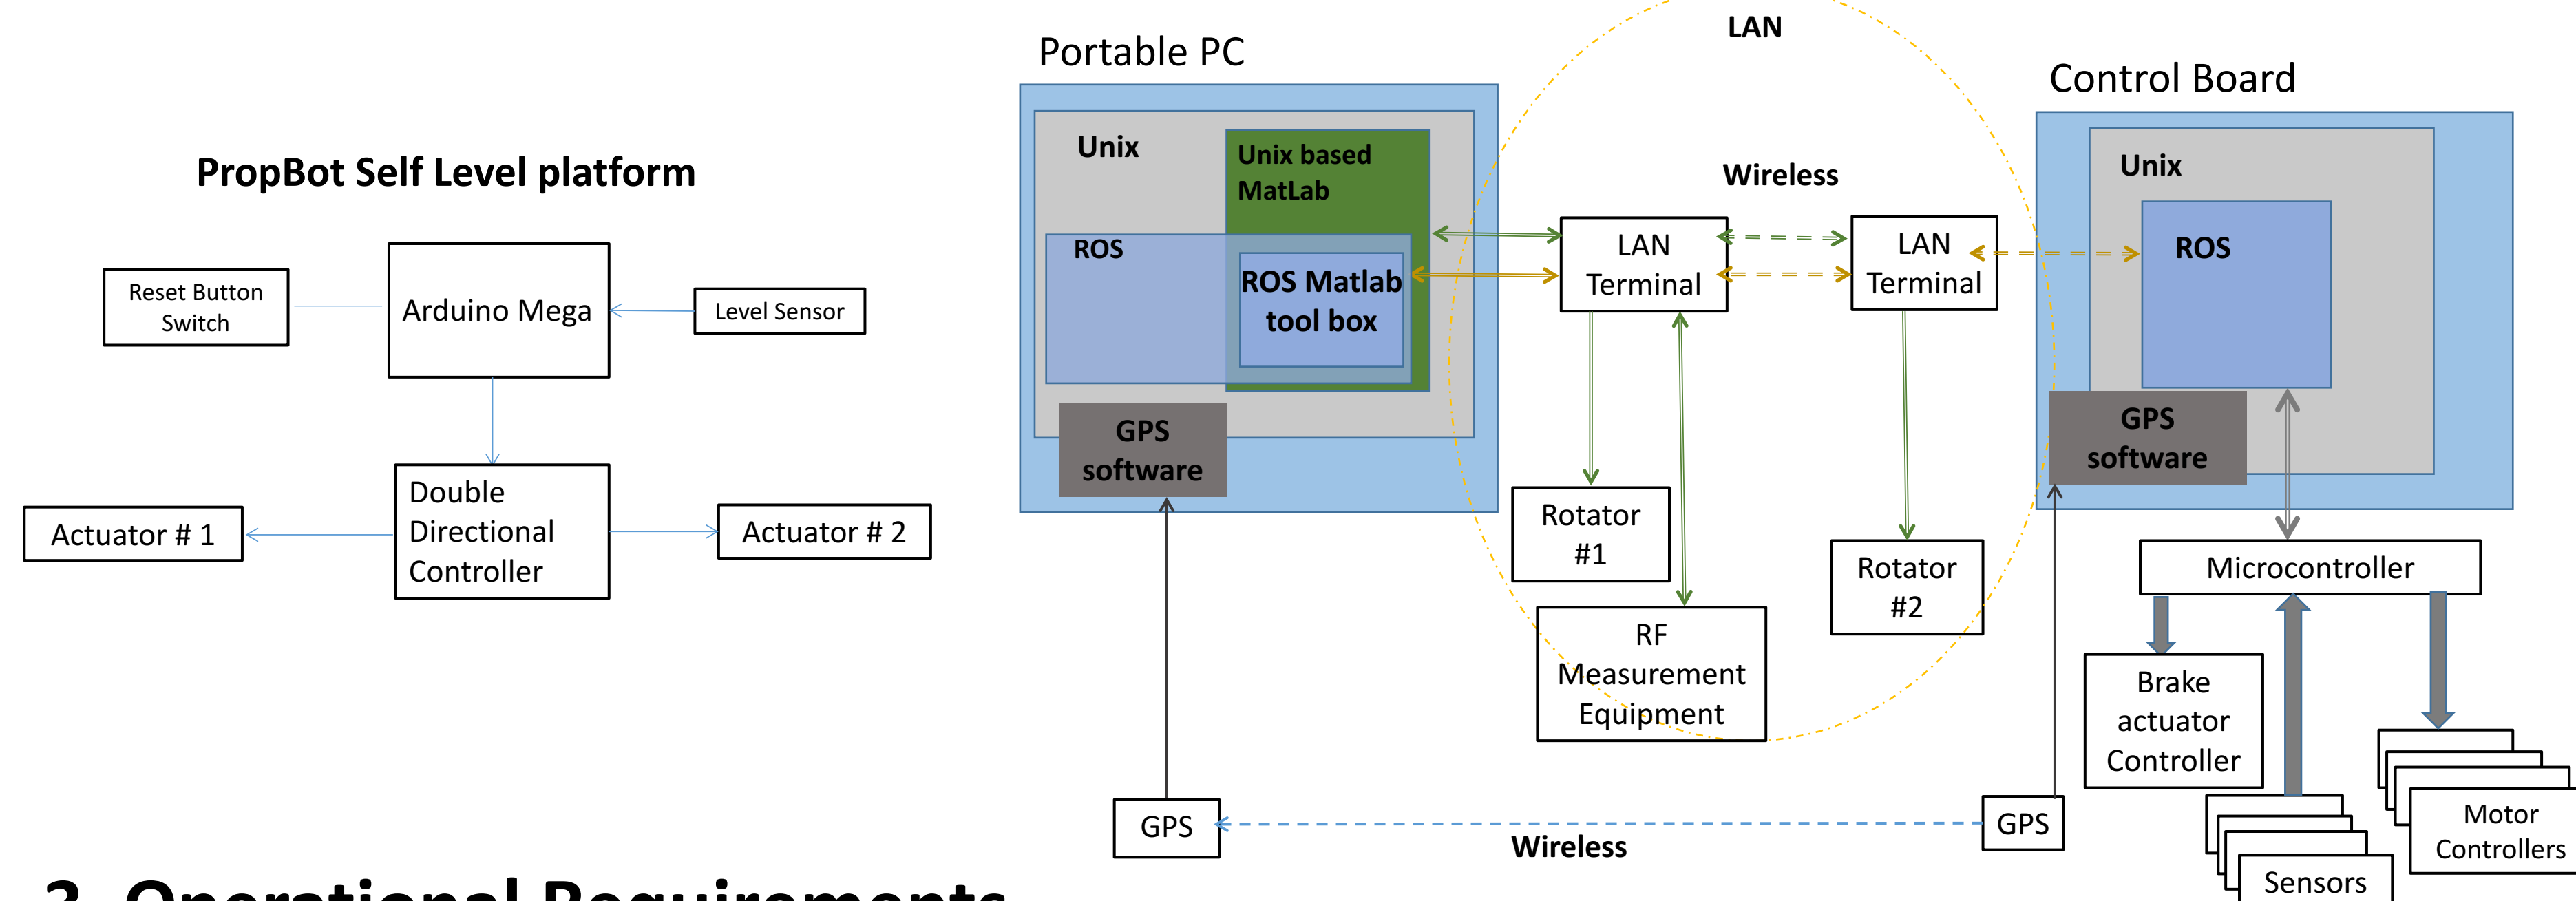 PropBot Self Level platform
Reset Button
Switch
Arduino Mega
Level Sensor
Double
Directional
Controller
Actuator # 1
Actuator # 2
Portable PC
Unix
Unix based
MatLab
ROS
ROS Matlab
tool box
GPS
software
LAN
Wireless
LAN
Terminal
LAN
Terminal
Rotator
#1
Rotator
#2
RF
Measurement
Equipment
Control Board
Unix
ROS
GPS
software
Microcontroller
Brake
actuator
Controller
Sensors
Motor
Controllers
GPS
Wireless
GPS
Operational Requirements